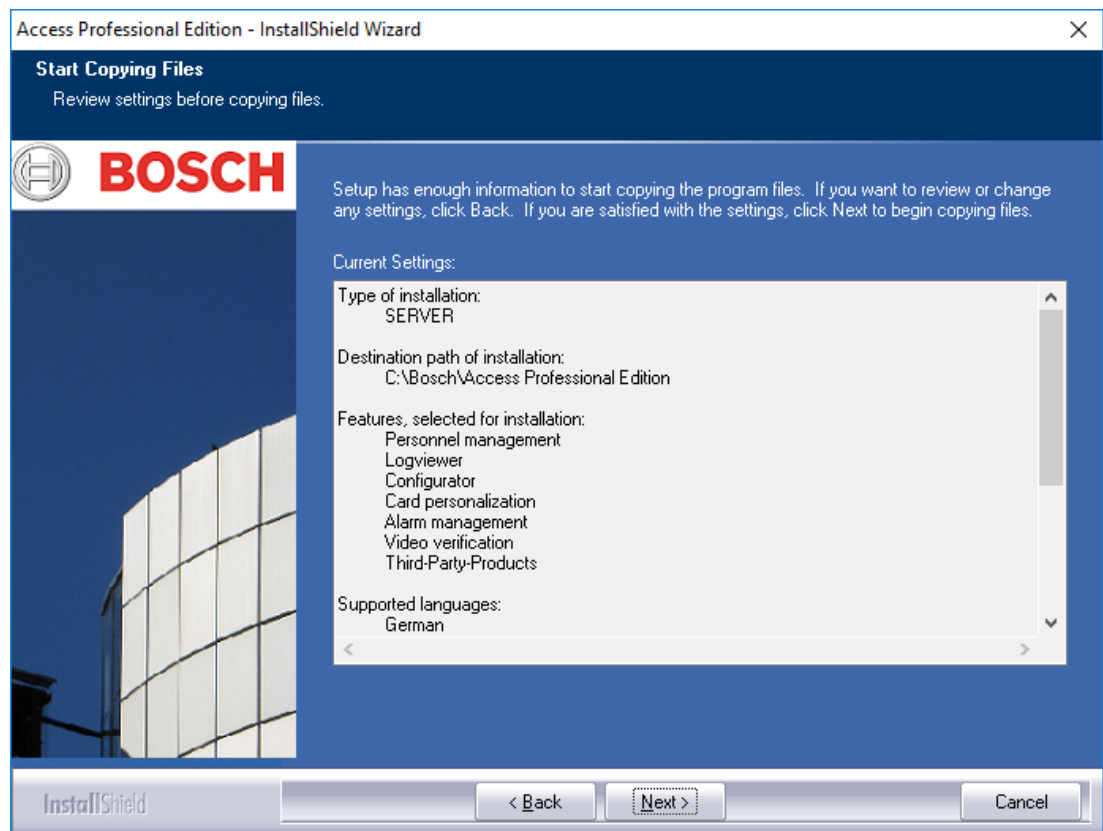 Access Professional Edition - InstallShield Wizard
Start Copying Files
Review settings before copying files.
BOSCH
Setup has enough information to start copying the program files. If you want to review or change
any settings, click Back. If you are satisfied with the settings, click Next to begin copying files.
Current Settings:
Type of installation:
SERVER
Destination path of installation:
C:\Bosch\Access Professional Edition
Features, selected for installation:
Personnel management
Logviewer
Configurator
Card personalization
Alarm management
Video verification
Third-Party-Products
Supported languages:
German
InstallShield
< Back
Next >
Cancel